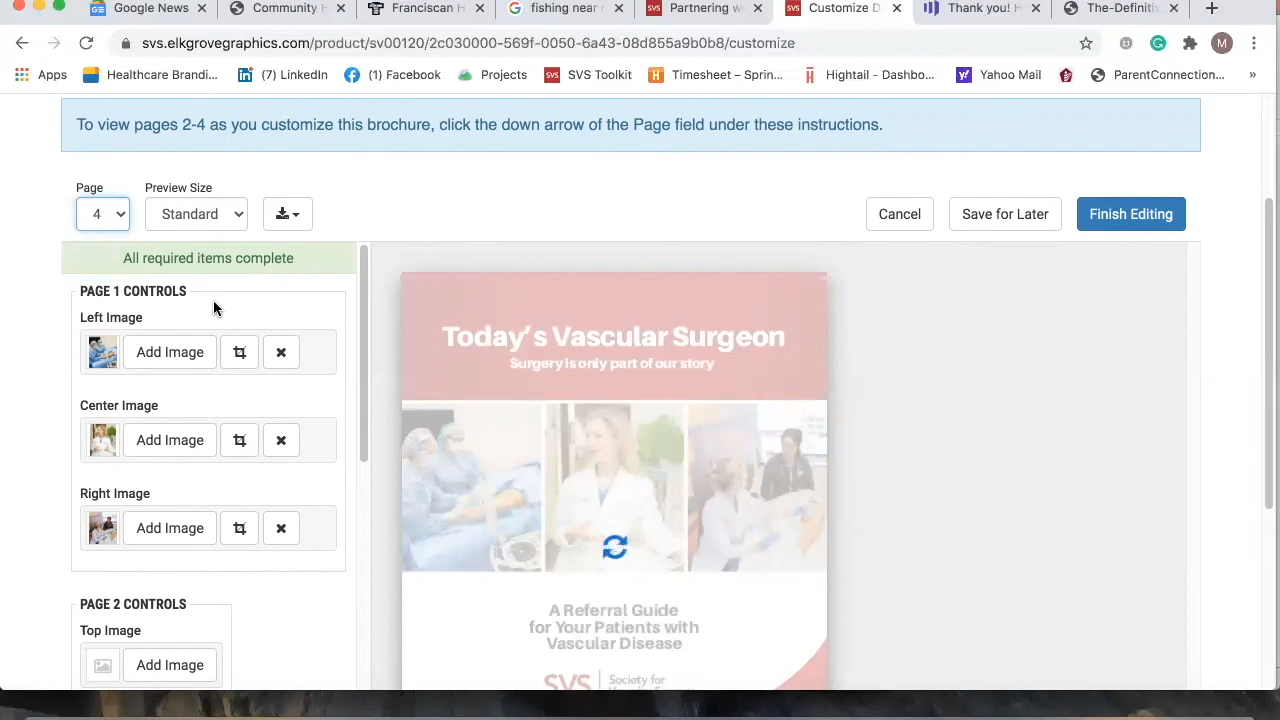 Google News
Community H
Franciscan H
fishing near
Partnering w
Customize D
Thank you! H
The-Definiti
svs.elkgrovegraphics.com/product/sv00120/2c030000-569f-0050-6a43-08d855a9b0b8/customize
M
Apps
Healthcare Brandi...
(7) LinkedIn
(1) Facebook
Projects
SVS
SVS Toolkit
Timesheet – Sprin...
Hightail - Dashbo...
Yahoo Mail
ParentConnection...
»
To view pages 2-4 as you customize this brochure, click the down arrow of the Page field under these instructions.
Page
Preview Size
4
Standard
Cancel
Save for Later
Finish Editing
All required items complete
PAGE 1 CONTROLS
Left Image
Add Image
Center Image
Add Image
Right Image
Add Image
PAGE 2 CONTROLS
Top Image
Add Image
Today's Vascular Surgeon
Surgery is only part of our story
A Referral Guide
for Your Patients with
Vascular Disease
SVS
Society for